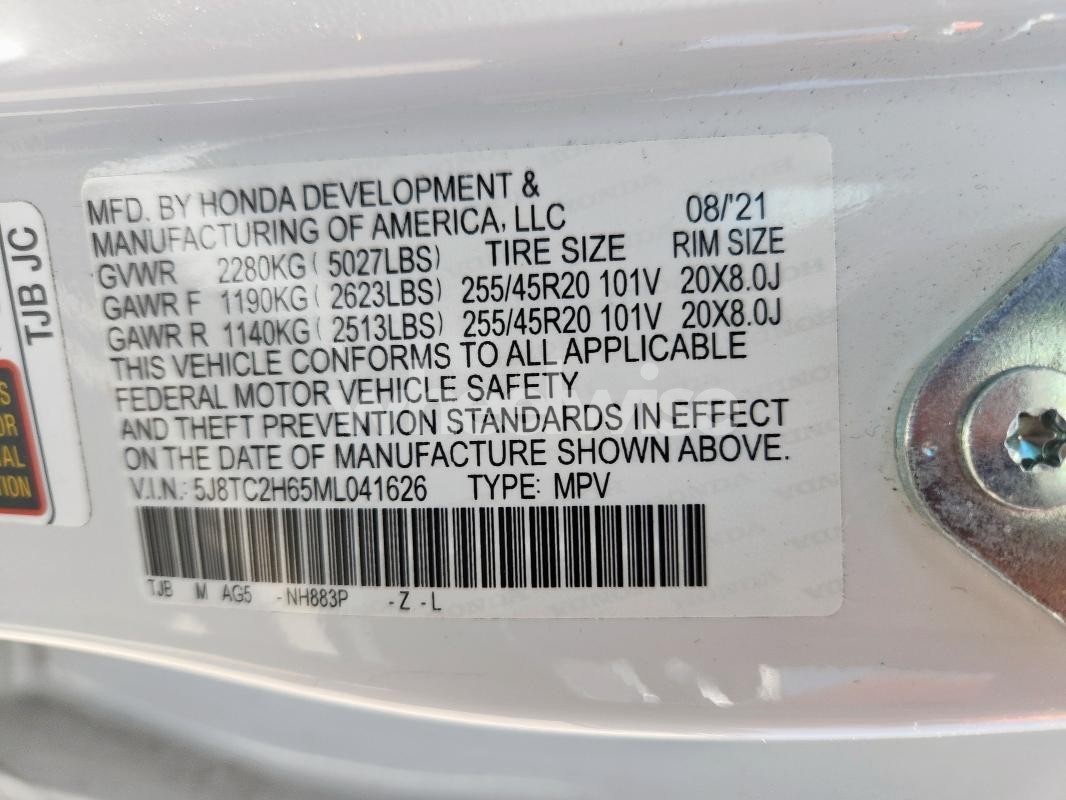 MFD. BY HONDA DEVELOPMENT &
MANUFACTURING OF AMERICA, LLC 08/'21
GVWR 2280KG ( 5027LBS) TIRE SIZE RIM SIZE
GAWR F 1190KG ( 2623LBS) 255/45R20 101V 20X8.0J
GAWR R 1140KG ( 2513LBS) 255/45R20 101V 20X8.0J
THIS VEHICLE CONFORMS TO ALL APPLICABLE
FEDERAL MOTOR VEHICLE SAFETY
AND THEFT PREVENTION STANDARDS IN EFFECT
ON THE DATE OF MANUFACTURE SHOWN ABOVE.
V.I.N.: 5J8TC2H65ML041626 TYPE: MPV
TJB M AG5 -NH883P -Z -L
TJB JC